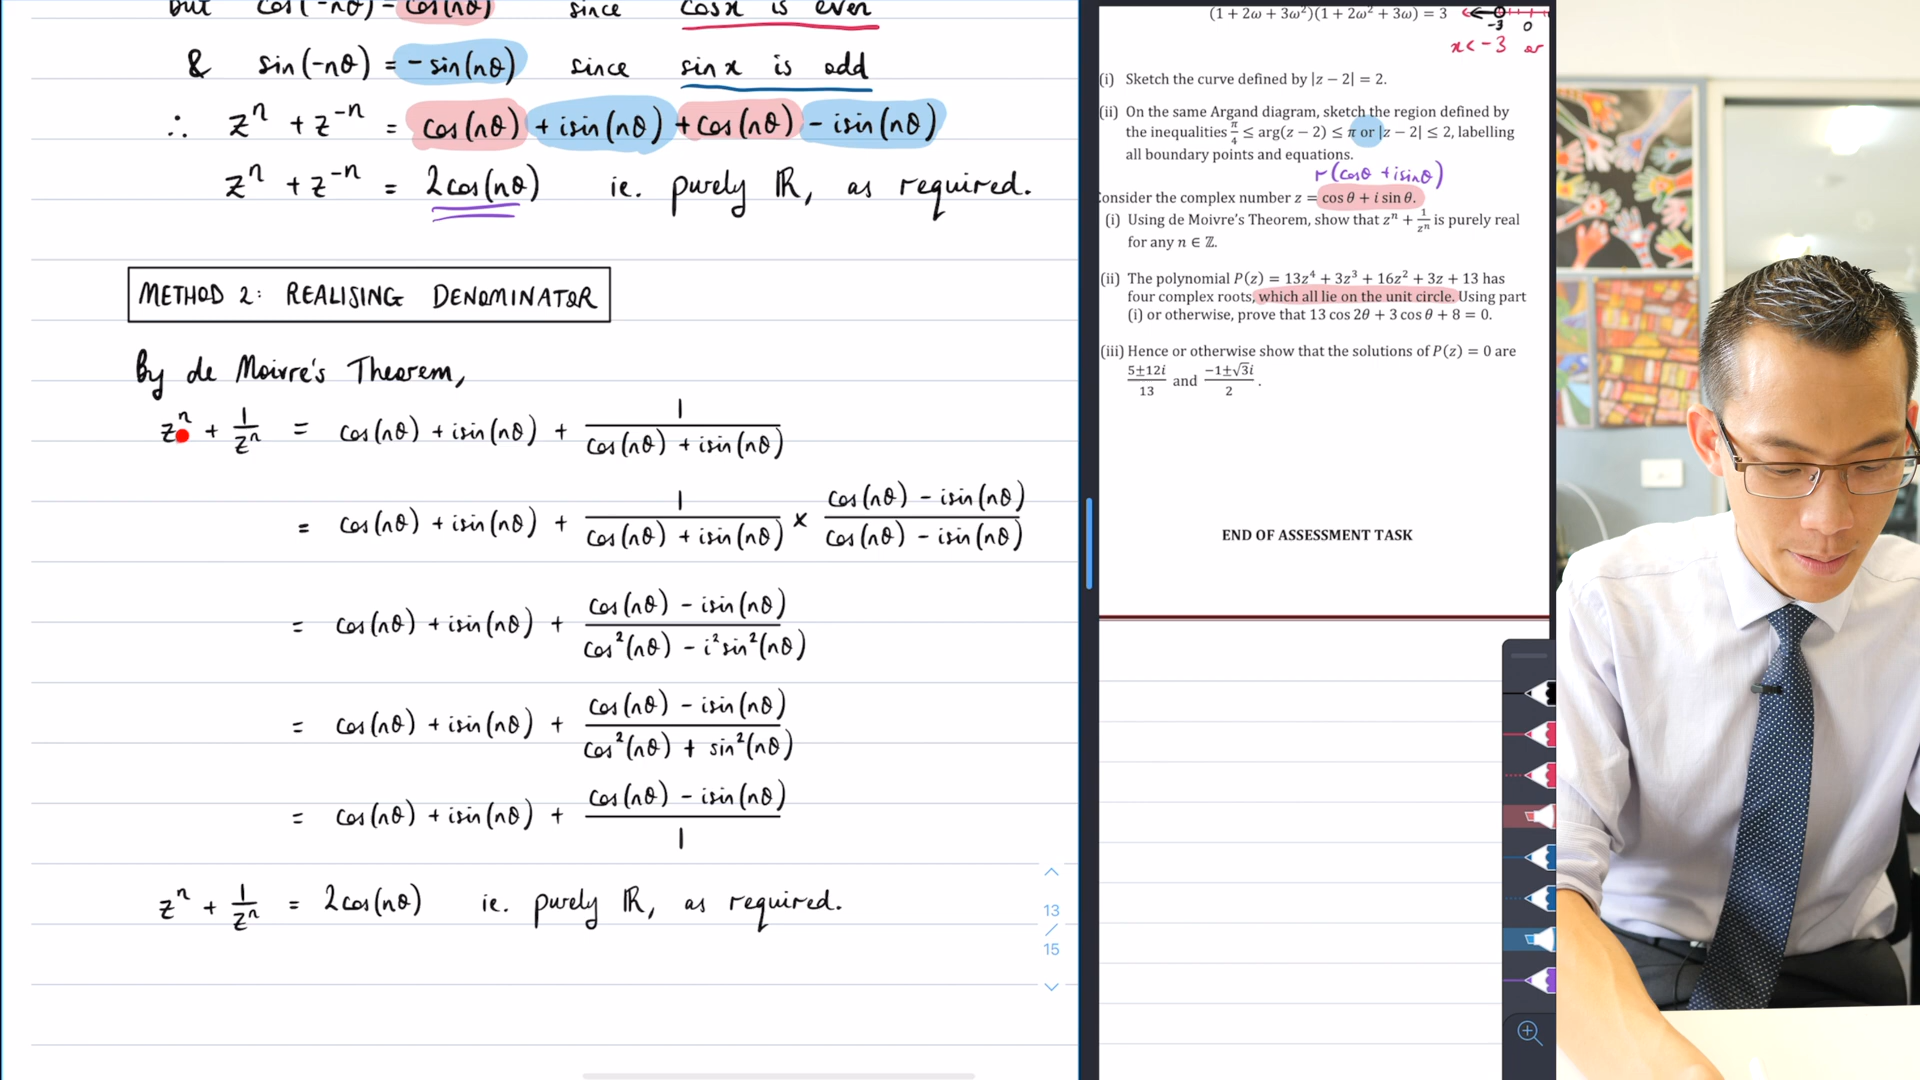 but cos(-nθ) = cos(nθ) since cos x is even
& sin(-nθ) = - sin(nθ) since sin x is odd
∴ zⁿ + z⁻ⁿ = cos(nθ) + isin(nθ) + cos(nθ) - isin(nθ)
zⁿ + z⁻ⁿ = 2cos(nθ) ie. purely ℝ, as required.
METHOD 2: REALISING DENOMINATOR
By de Moivre's Theorem,
zⁿ + 1/zⁿ = cos(nθ) + isin(nθ) + 1/(cos(nθ) + isin(nθ))
= cos(nθ) + isin(nθ) + 1/(cos(nθ) + isin(nθ)) × (cos(nθ) - isin(nθ))/(cos(nθ) - isin(nθ))
= cos(nθ) + isin(nθ) + (cos(nθ) - isin(nθ))/(cos²(nθ) - i²sin²(nθ))
= cos(nθ) + isin(nθ) + (cos(nθ) - isin(nθ))/(cos²(nθ) + sin²(nθ))
= cos(nθ) + isin(nθ) + (cos(nθ) - isin(nθ))/1
zⁿ + 1/zⁿ = 2cos(nθ) ie. purely ℝ, as required.
13
/
15
(1 + 2ω + 3ω²)(1 + 2ω² + 3ω) = 3
-3 0
x < -3 or
(i) Sketch the curve defined by |z − 2| = 2.
(ii) On the same Argand diagram, sketch the region defined by
the inequalities π/4 ≤ arg(z − 2) ≤ π or |z − 2| ≤ 2, labelling
all boundary points and equations.
r(cosθ + isinθ)
Consider the complex number z = cos θ + i sin θ.
(i) Using de Moivre's Theorem, show that zⁿ + 1/zⁿ is purely real
for any n ∈ ℤ.
(ii) The polynomial P(z) = 13z⁴ + 3z³ + 16z² + 3z + 13 has
four complex roots, which all lie on the unit circle. Using part
(i) or otherwise, prove that 13 cos 2θ + 3 cos θ + 8 = 0.
(iii) Hence or otherwise show that the solutions of P(z) = 0 are
(5±12i)/13 and (−1±√3i)/2 .
END OF ASSESSMENT TASK